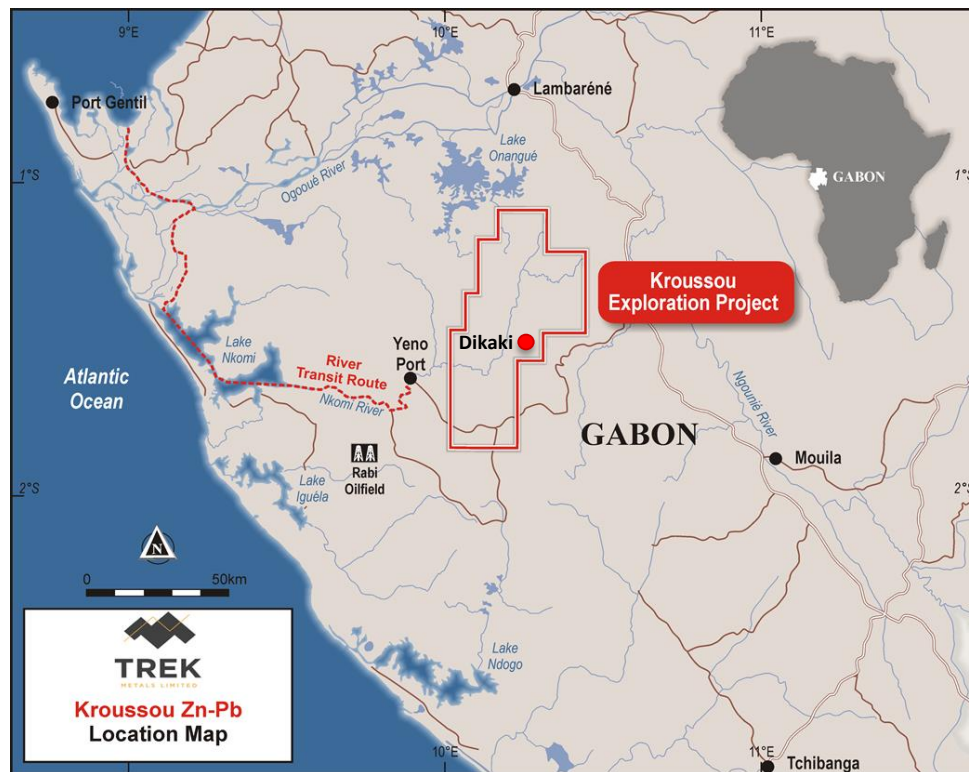 9°E
10°E
11°E
Port Gentil
Lambaréné
Lake
Onangué
GABON
1°S
1°S
Ogooué River
Kroussou
Exploration Project
Dikaki
Lake
Nkomi
Yeno
Port
River
Transit Route
Nkomi River
Atlantic
Ocean
Ngounié River
GABON
Mouila
Rabi
Oilfield
Lake
Iguéla
2°S
2°S
N
0
50km
TREK
METALS LIMITED
Kroussou Zn-Pb
Location Map
Lake
Ndogo
10°E
11°E
Tchibanga